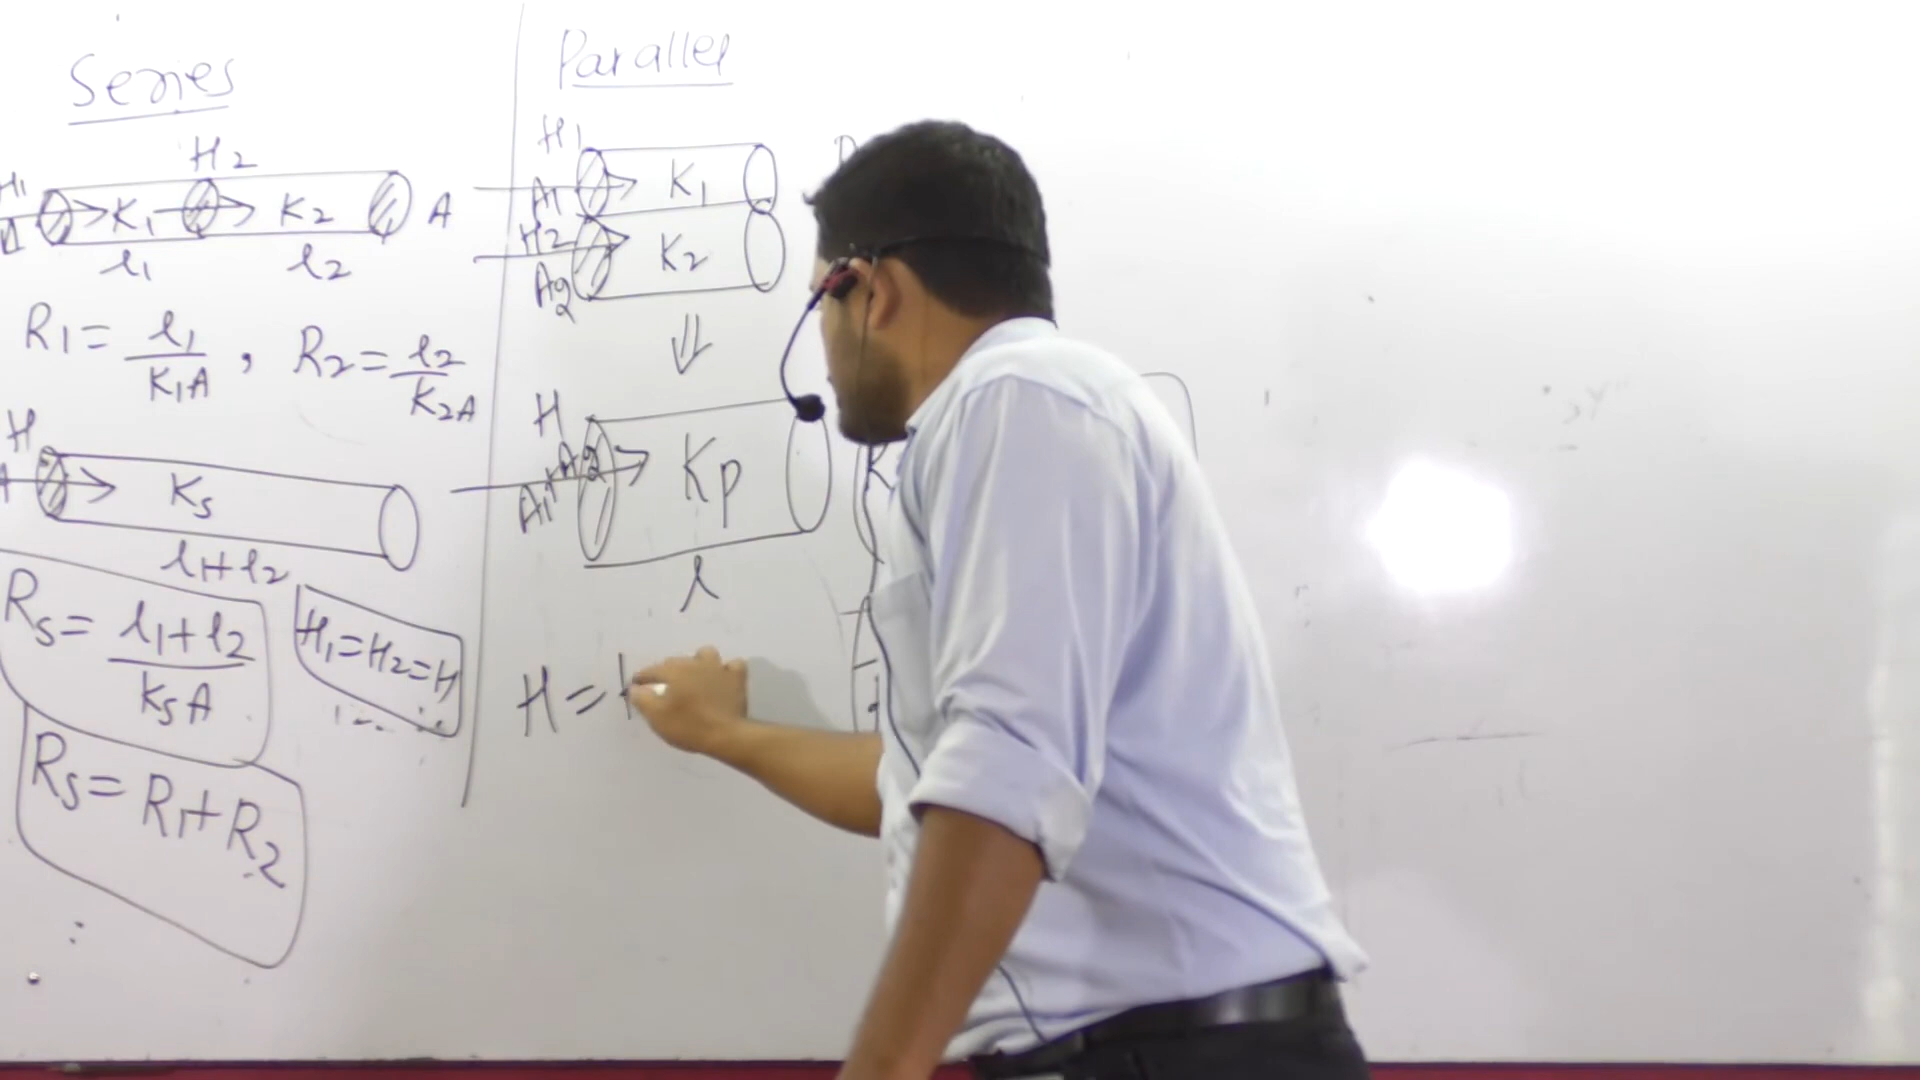 Series
H2
H1 K1 K2 A
l1 l2
R1 = l1/K1A , R2 = l2/K2A
H
A Ks
l1+l2
Rs = l1+l2/KsA
H1=H2=H
Rs = R1+R2
Parallel
H1
A1 K1
H2 K2
A2
H
A1+A2 Kp
l
H =